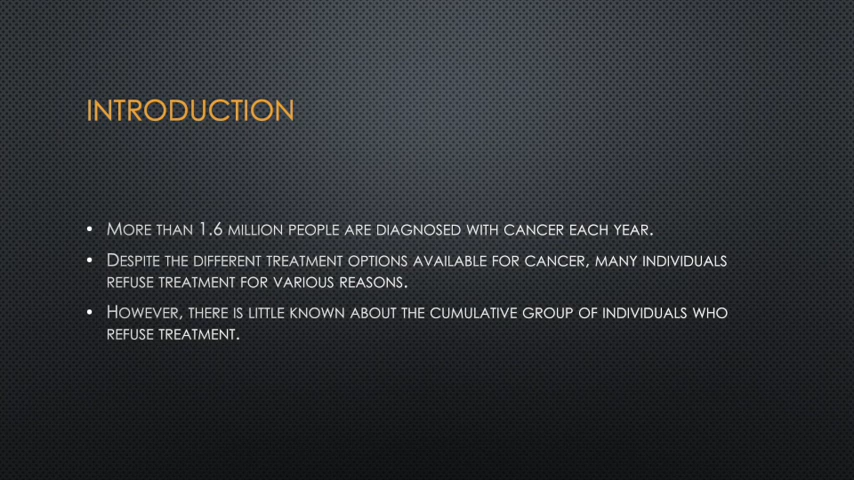 INTRODUCTION
• More than 1.6 million people are diagnosed with cancer each year.
• Despite the different treatment options available for cancer, many individuals
refuse treatment for various reasons.
• However, there is little known about the cumulative group of individuals who
refuse treatment.